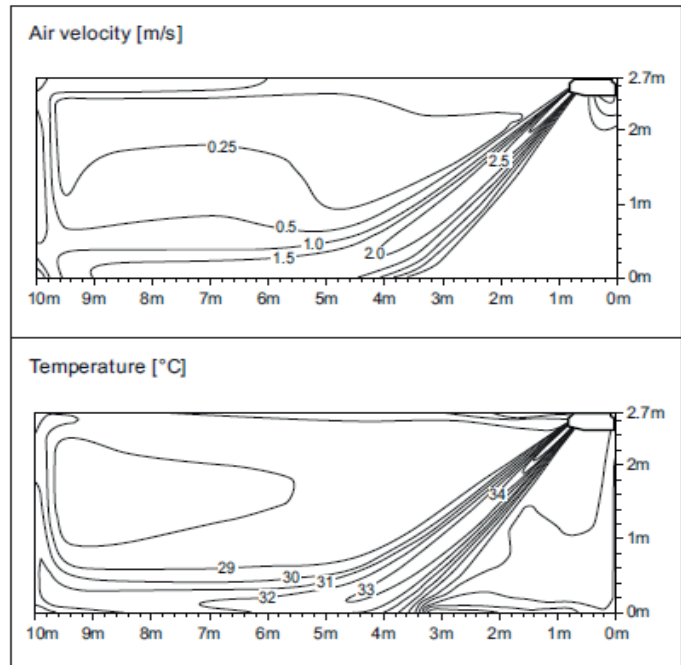 Air velocity [m/s]
2.7m
2m
0.25
2.5
1m
0.5
1.0
2.0
1.5
0m
10m 9m 8m 7m 6m 5m 4m 3m 2m 1m 0m
Temperature [°C]
2.7m
2m
34
1m
29
30
31
33
32
0m
10m 9m 8m 7m 6m 5m 4m 3m 2m 1m 0m